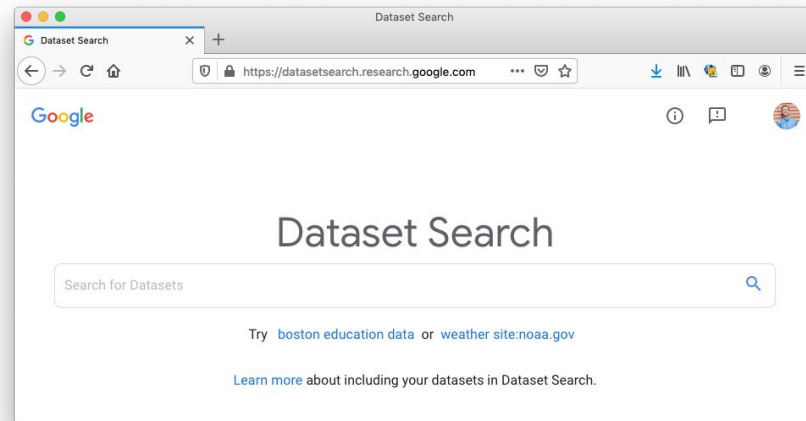 Dataset Search
Dataset Search
https://datasetsearch.research.google.com
Google
Dataset Search
Search for Datasets
Try boston education data or weather site:noaa.gov
Learn more about including your datasets in Dataset Search.